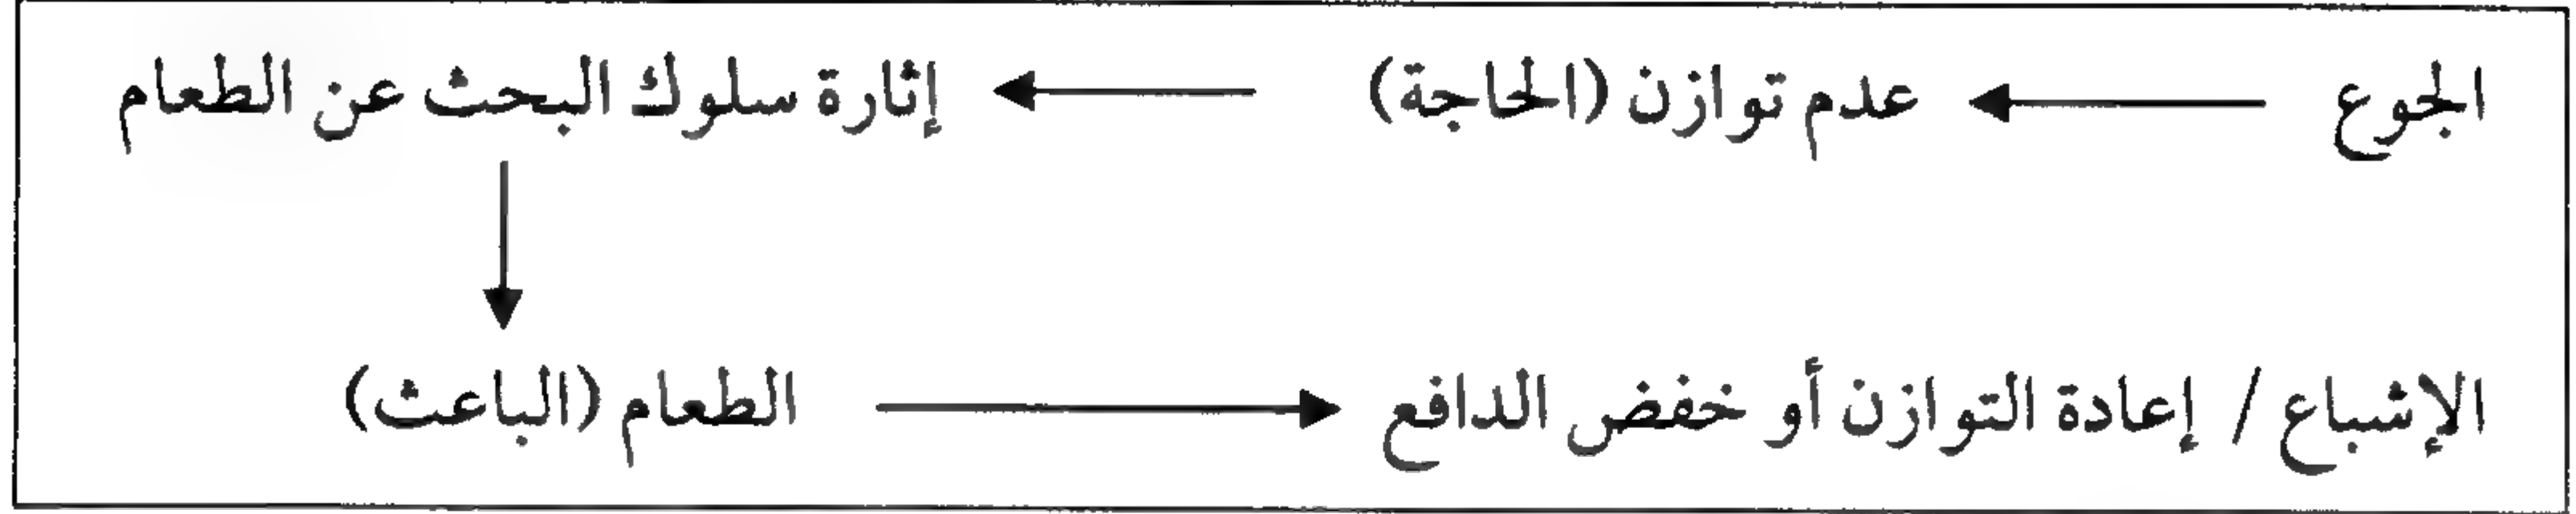 الجوع عدم توازن (الحاجة) إثارة سلوك البحث عن الطعام
الإشباع / إعادة التوازن أو خفض الدافع الطعام (الباعث)